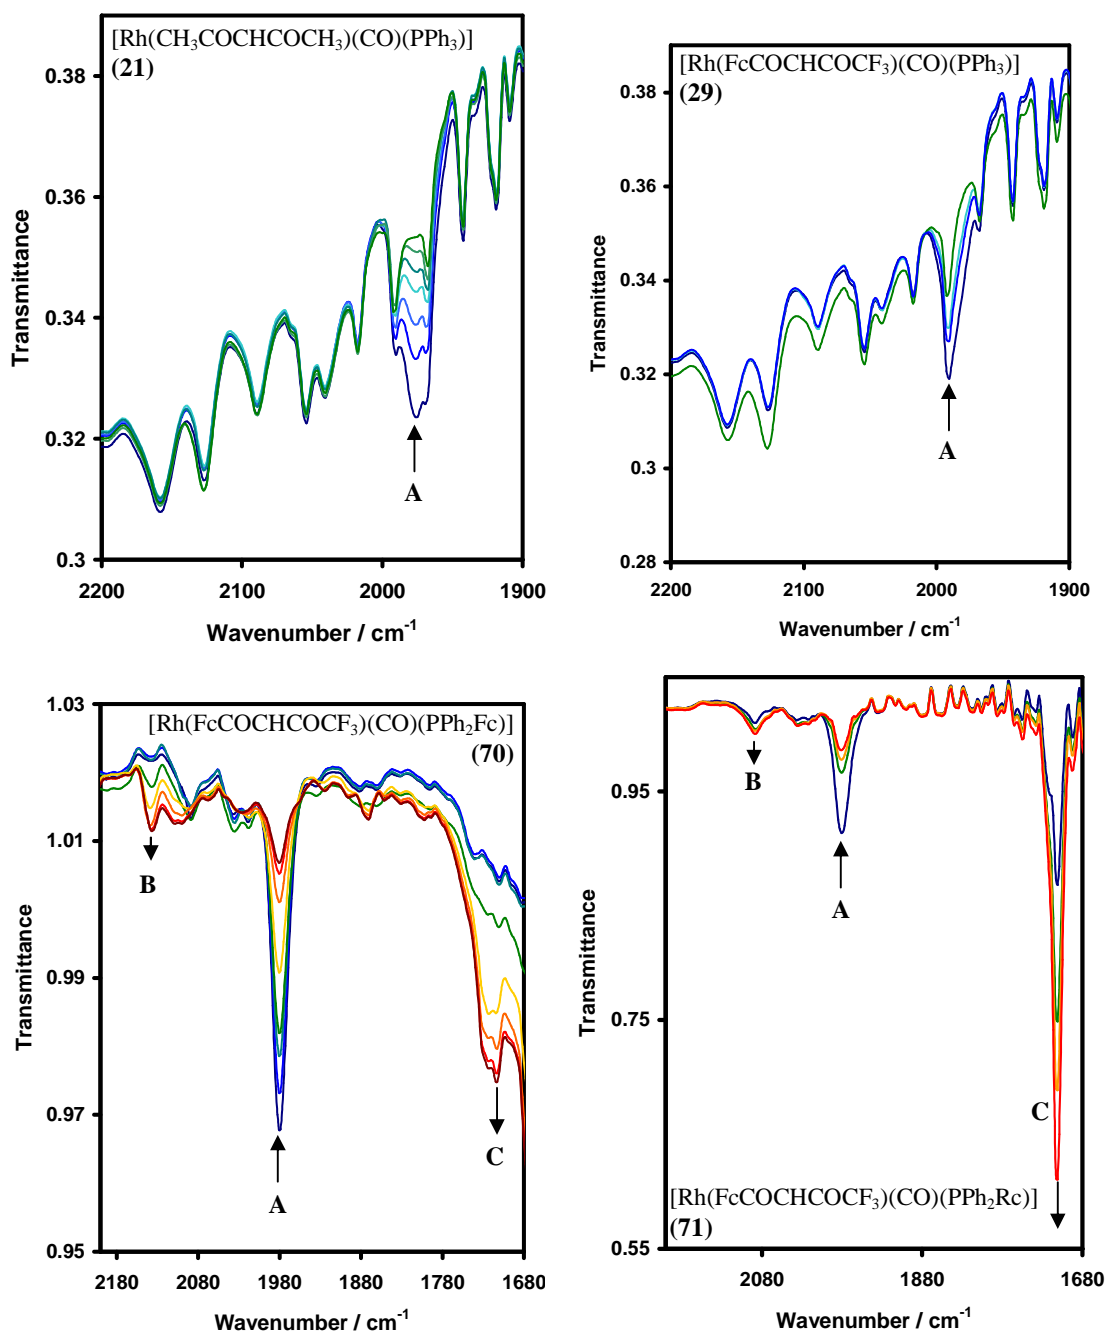 [Rh(CH₃COCHCOCH₃)(CO)(PPh₃)]
(21)
0.38
0.36
0.34
0.32
0.3
Transmittance
A
2200
2100
2000
1900
Wavenumber / cm⁻¹
[Rh(FcCOCHCOCF₃)(CO)(PPh₃)]
(29)
0.38
0.36
0.34
0.32
0.3
0.28
Transmittance
A
2200
2100
2000
1900
Wavenumber / cm⁻¹
[Rh(FcCOCHCOCF₃)(CO)(PPh₂Fc)]
(70)
1.03
1.01
0.99
0.97
0.95
Transmittance
B
A
C
2180
2080
1980
1880
1780
1680
Wavenumber / cm⁻¹
0.95
0.75
0.55
Transmittance
B
A
C
[Rh(FcCOCHCOCF₃)(CO)(PPh₂Rc)]
(71)
2080
1880
1680
Wavenumber / cm⁻¹